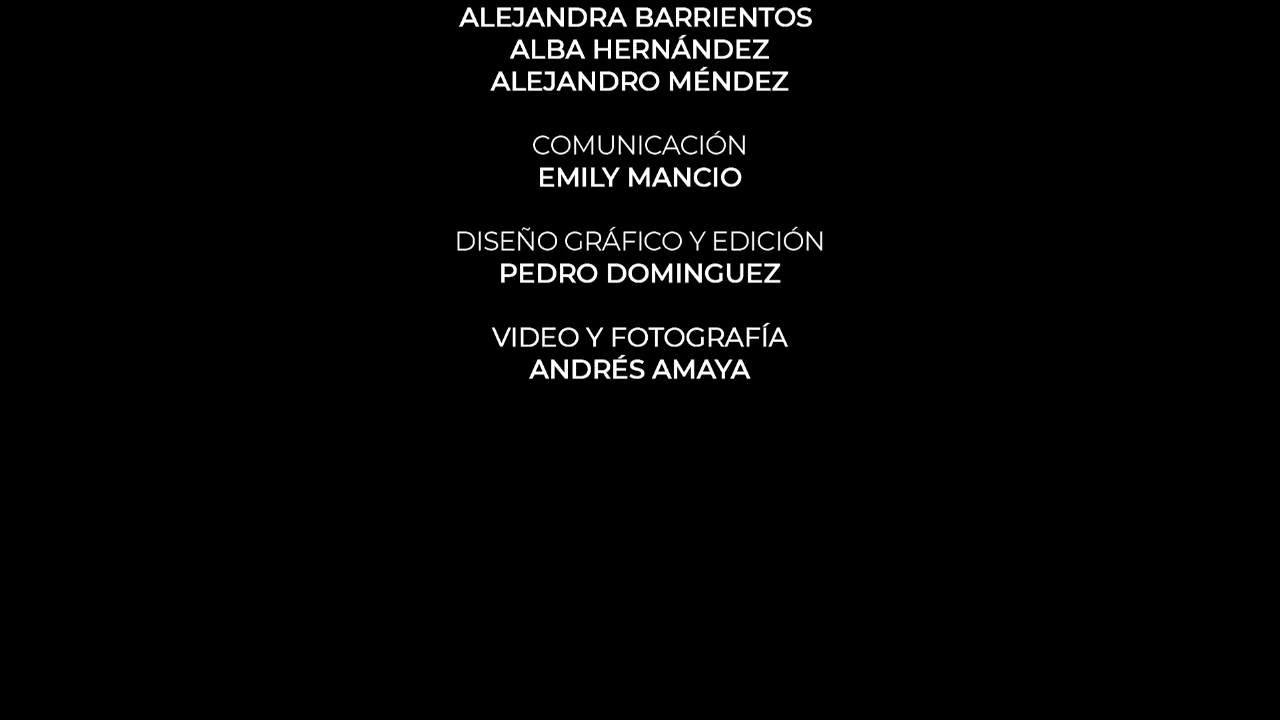 ALEJANDRA BARRIENTOS
ALBA HERNÁNDEZ
ALEJANDRO MÉNDEZ
COMUNICACIÓN
EMILY MANCIO
DISEÑO GRÁFICO Y EDICIÓN
PEDRO DOMINGUEZ
VIDEO Y FOTOGRAFÍA
ANDRÉS AMAYA